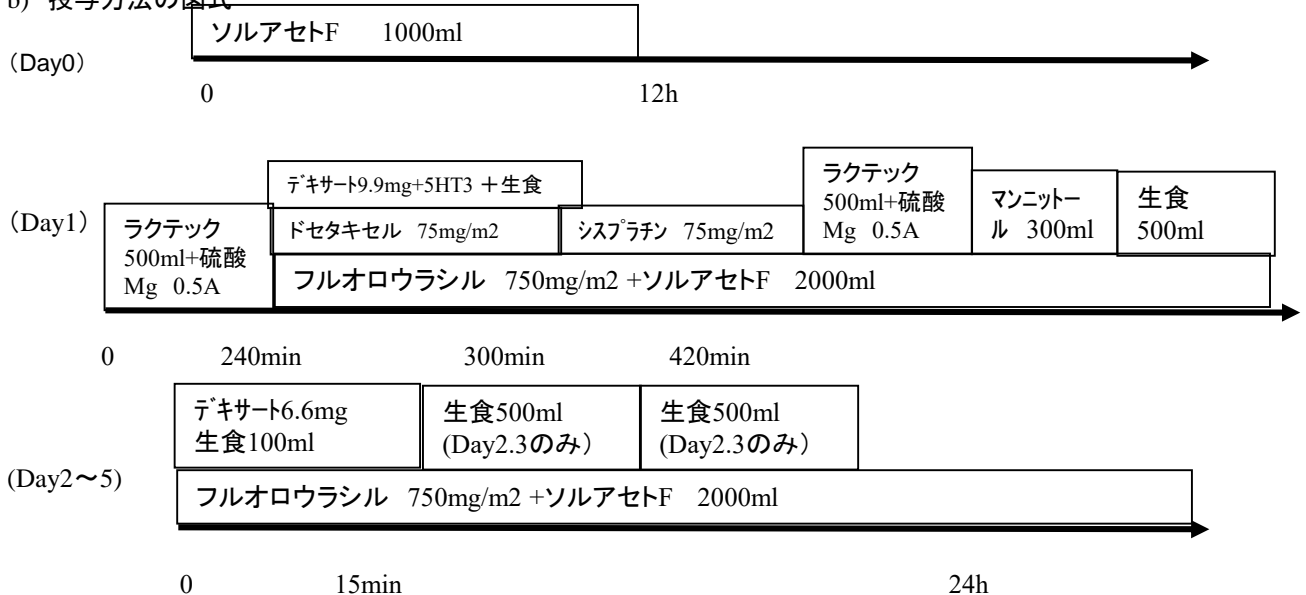 b) 投与方法の図式
ソルアセトF 1000ml
(Day0)
0 12h
デキサート9.9mg+5HT3 +生食
ラクテック
500ml+硫酸
Mg 0.5A
マンニットー
ル 300ml
生食
500ml
(Day1)
ラクテック
500ml+硫酸
Mg 0.5A
ドセタキセル 75mg/m2
シスプラチン 75mg/m2
フルオロウラシル 750mg/m2 +ソルアセトF 2000ml
0 240min 300min 420min
デキサート6.6mg
生食100ml
生食500ml
(Day2.3のみ)
生食500ml
(Day2.3のみ)
(Day2~5)
フルオロウラシル 750mg/m2 +ソルアセトF 2000ml
0 15min 24h